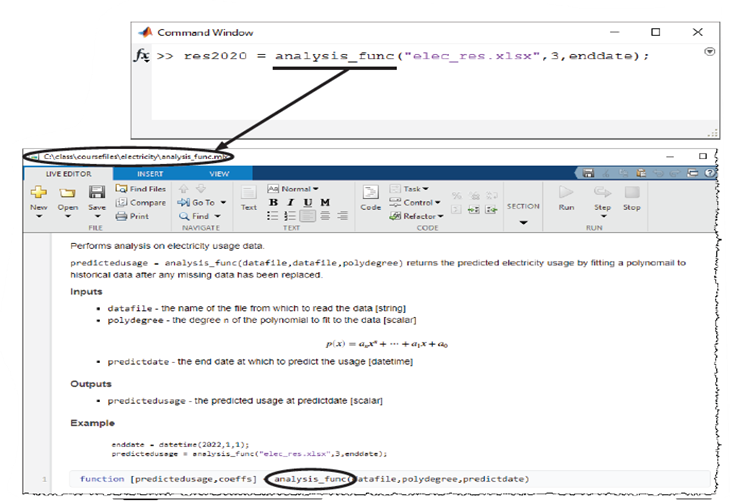 Command Window
fx >> res2020 = analysis_func("elec_res.xlsx",3,enddate);
C:\class\coursefiles\electricity\analysis_func.mlx
LIVE EDITOR INSERT VIEW
New Open Save Find Files Compare Print FILE
Go To Find NAVIGATE
Text Normal B I U M TEXT
Code Task Control Refactor CODE
SECTION
Run Step Stop RUN
Performs analysis on electricity usage data.
predictedusage = analysis_func(datafile,datafile,polydegree) returns the predicted electricity usage by fitting a polynomail to
historical data after any missing data has been replaced.
Inputs
• datafile - the name of the file from which to read the data [string]
• polydegree - the degree n of the polynomial to fit to the data [scalar]
p(x) = aₙxⁿ + ⋯ + a₁x + a₀
• predictdate - the end date at which to predict the usage [datetime]
Outputs
• predictedusage - the predicted usage at predictdate [scalar]
Example
enddate = datetime(2022,1,1);
predictedusage = analysis_func("elec_res.xlsx",3,enddate);
1 function [predictedusage,coeffs] = analysis_func(datafile,polydegree,predictdate)